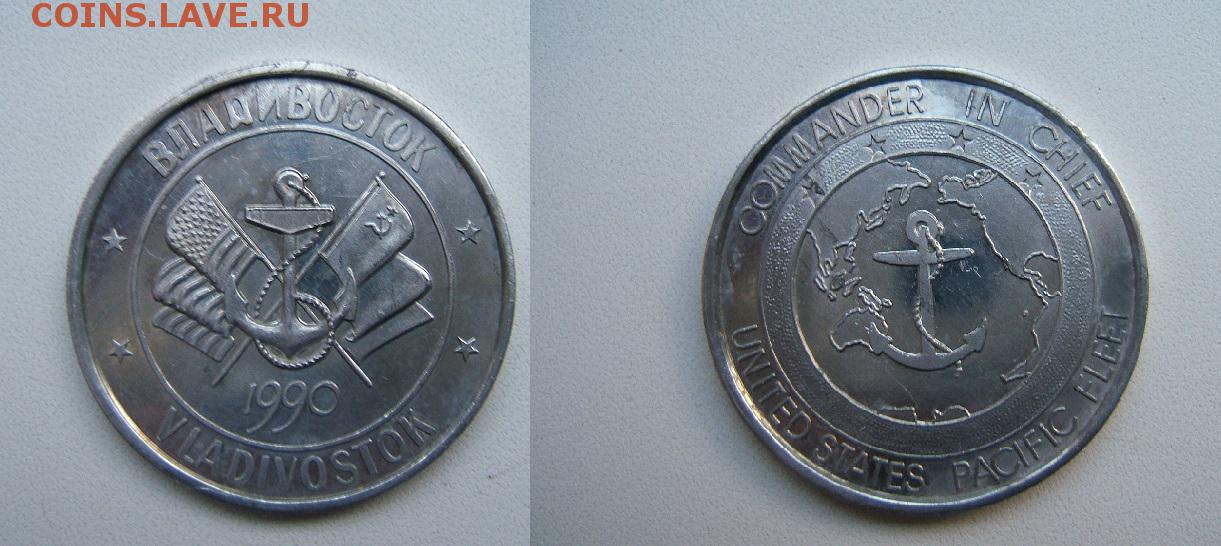 COINS.LAVE.RU
ВЛАДИВОСТОК
1990
VLADIVOSTOK
COMMANDER IN CHIEF
UNITED STATES PACIFIC FLEET